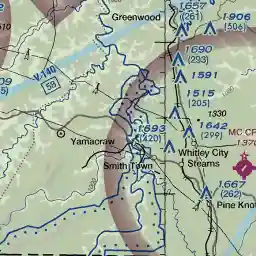 Greenwood
1657
(261)
1906
(506)
1690
(293)
V 140
58
1591
1515
(205)
1330
1642
(299)
1693
(420)
Yamacraw
Whitley City
Stearns
Smith Town
MC CR
1370
1667
(262)
Pine Knot